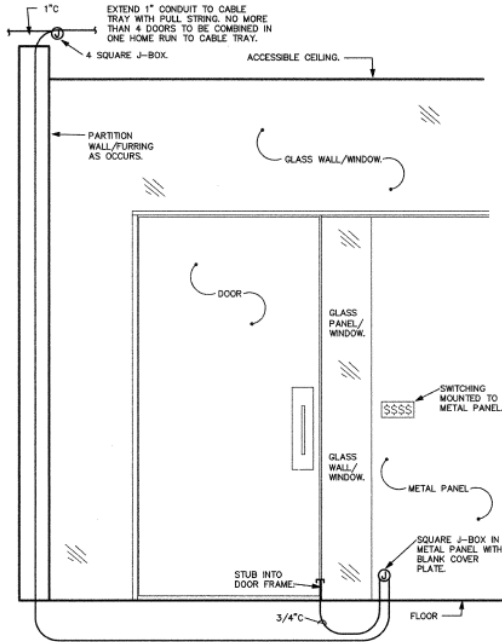 1"C
EXTEND 1" CONDUIT TO CABLE
TRAY WITH PULL STRING. NO MORE
THAN 4 DOORS TO BE COMBINED IN
ONE HOME RUN TO CABLE TRAY.
J
4 SQUARE J-BOX.
ACCESSIBLE CEILING.
PARTITION
WALL/FURRING
AS OCCURS.
GLASS WALL/WINDOW.
DOOR
GLASS
PANEL/
WINDOW.
SWITCHING
MOUNTED TO
METAL PANEL.
$$$$
GLASS
WALL/
WINDOW.
METAL PANEL
SQUARE J-BOX IN
METAL PANEL WITH
BLANK COVER
PLATE.
STUB INTO
DOOR FRAME.
J
3/4"C
FLOOR